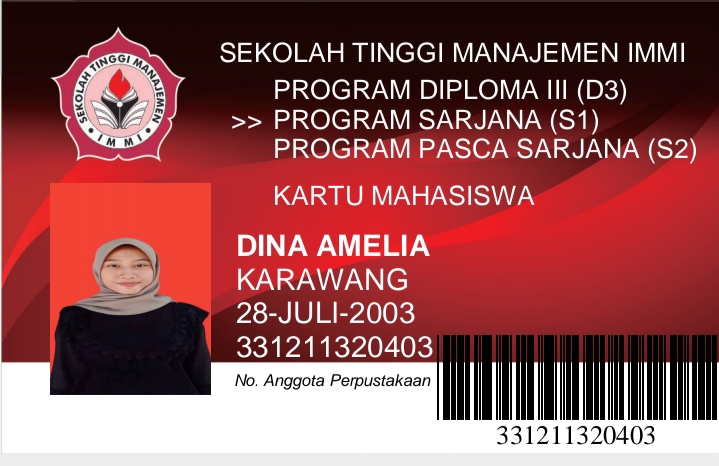 SEKOLAH TINGGI MANAJEMEN
• I M M I •
SEKOLAH TINGGI MANAJEMEN IMMI
PROGRAM DIPLOMA III (D3)
>> PROGRAM SARJANA (S1)
PROGRAM PASCA SARJANA (S2)
KARTU MAHASISWA
DINA AMELIA
KARAWANG
28-JULI-2003
331211320403
No. Anggota Perpustakaan
331211320403